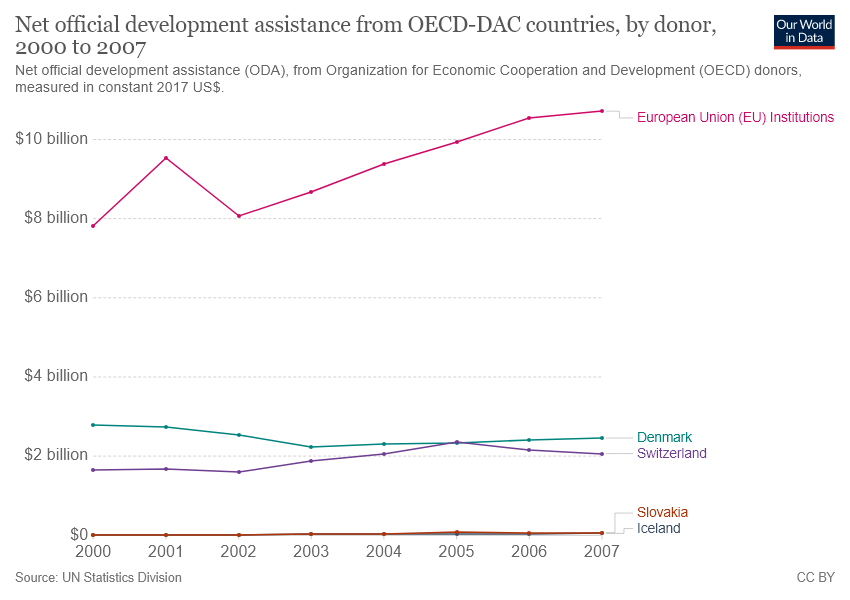 Net official development assistance from OECD-DAC countries, by donor,
2000 to 2007
Our World
in Data
Net official development assistance (ODA), from Organization for Economic Cooperation and Development (OECD) donors,
measured in constant 2017 US$.
$10 billion
$8 billion
$6 billion
$4 billion
$2 billion
$0
European Union (EU) Institutions
Denmark
Switzerland
Slovakia
Iceland
2000 2001 2002 2003 2004 2005 2006 2007
Source: UN Statistics Division
CC BY